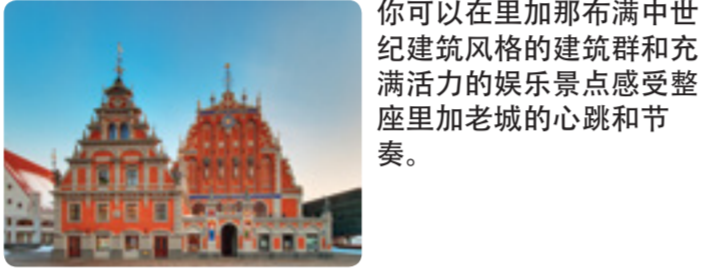 你可以在里加那布满中世
纪建筑风格的建筑群和充
满活力的娱乐景点感受整
座里加老城的心跳和节
奏。